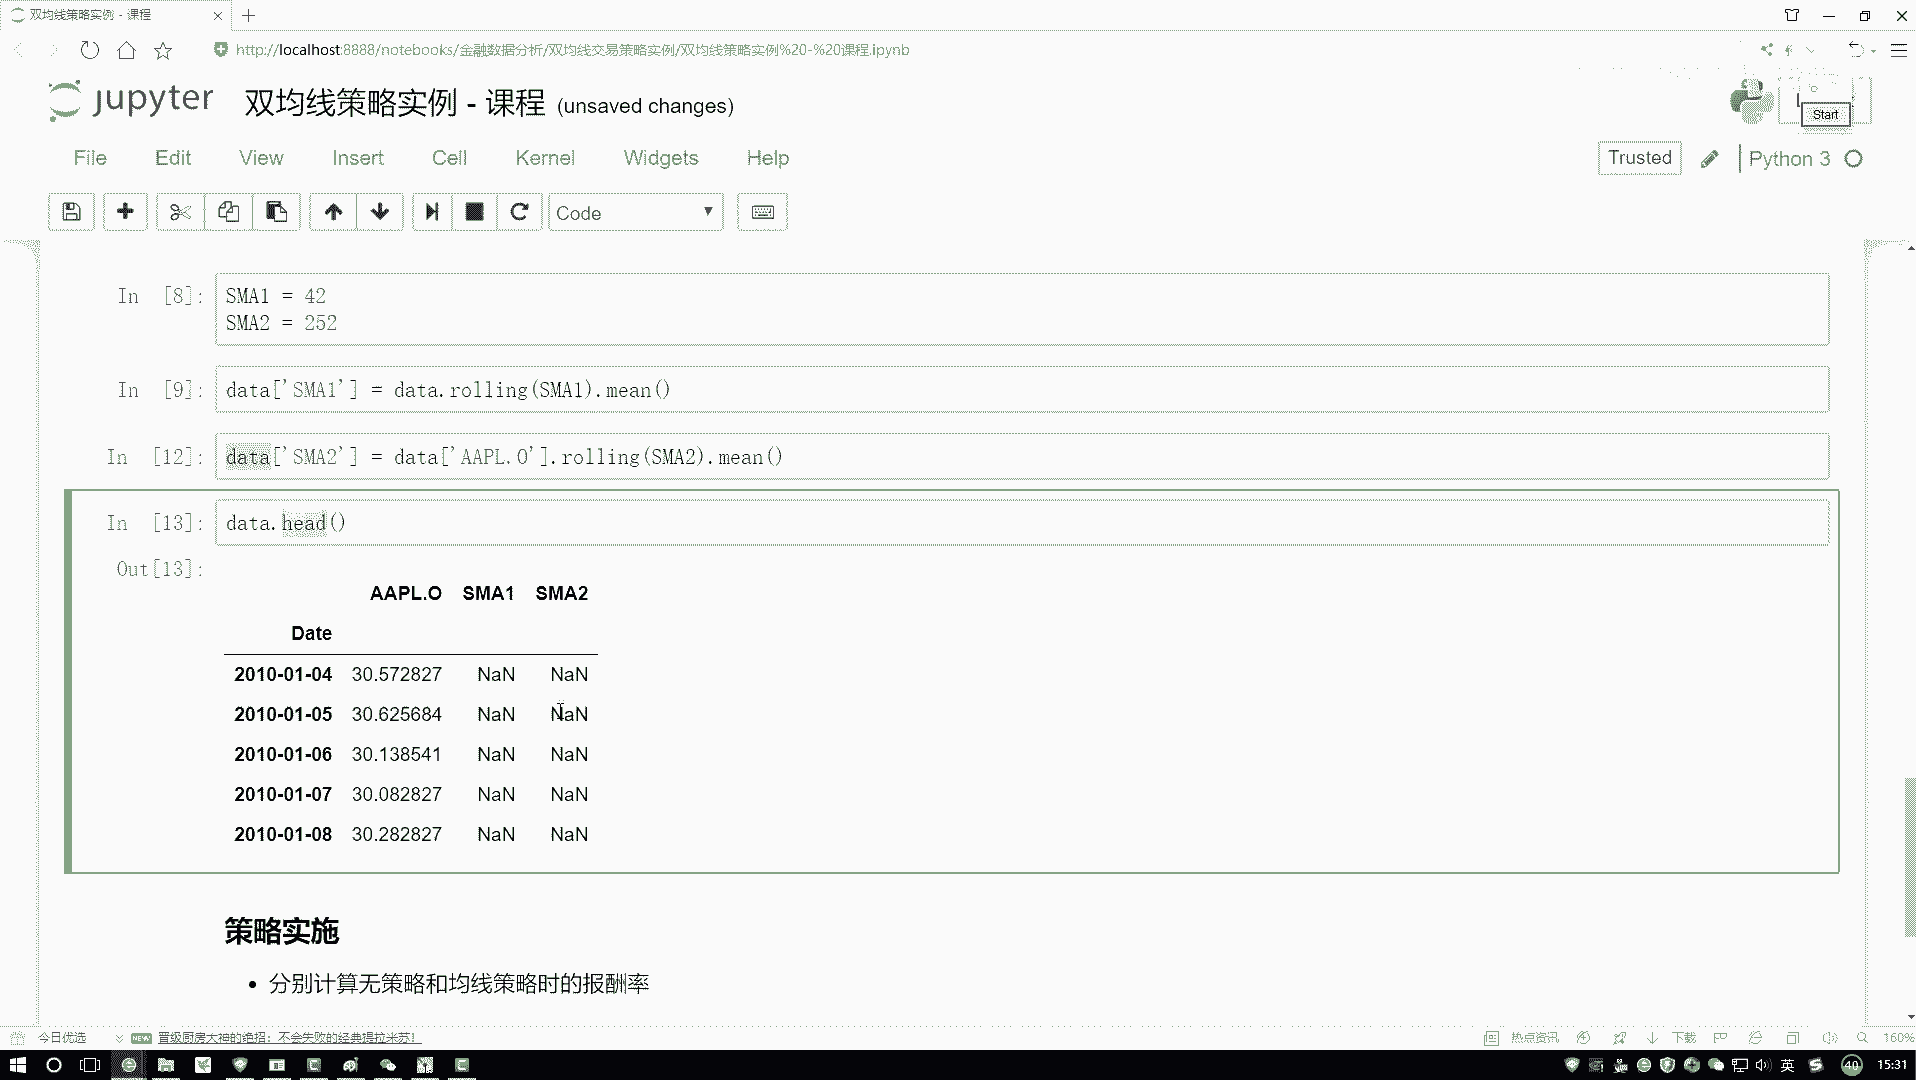 双均线策略实例 - 课程
http://localhost:8888/notebooks/金融数据分析/双均线交易策略实例/双均线策略实例%20-%20课程.ipynb
jupyter 双均线策略实例 - 课程 (unsaved changes)
Start
File Edit View Insert Cell Kernel Widgets Help
Trusted Python 3
Code
In [8]: SMA1 = 42
SMA2 = 252
In [9]: data['SMA1'] = data.rolling(SMA1).mean()
In [12]: data['SMA2'] = data['AAPL.O'].rolling(SMA2).mean()
In [13]: data.head()
Out[13]:
AAPL.O SMA1 SMA2
Date
2010-01-04 30.572827 NaN NaN
2010-01-05 30.625684 NaN NaN
2010-01-06 30.138541 NaN NaN
2010-01-07 30.082827 NaN NaN
2010-01-08 30.282827 NaN NaN
策略实施
• 分别计算无策略和均线策略时的报酬率
今日优选 NEW 晋级厨房大神的绝招：不会失败的经典提拉米苏！ 热点资讯 下载 160%
英 40 15:31